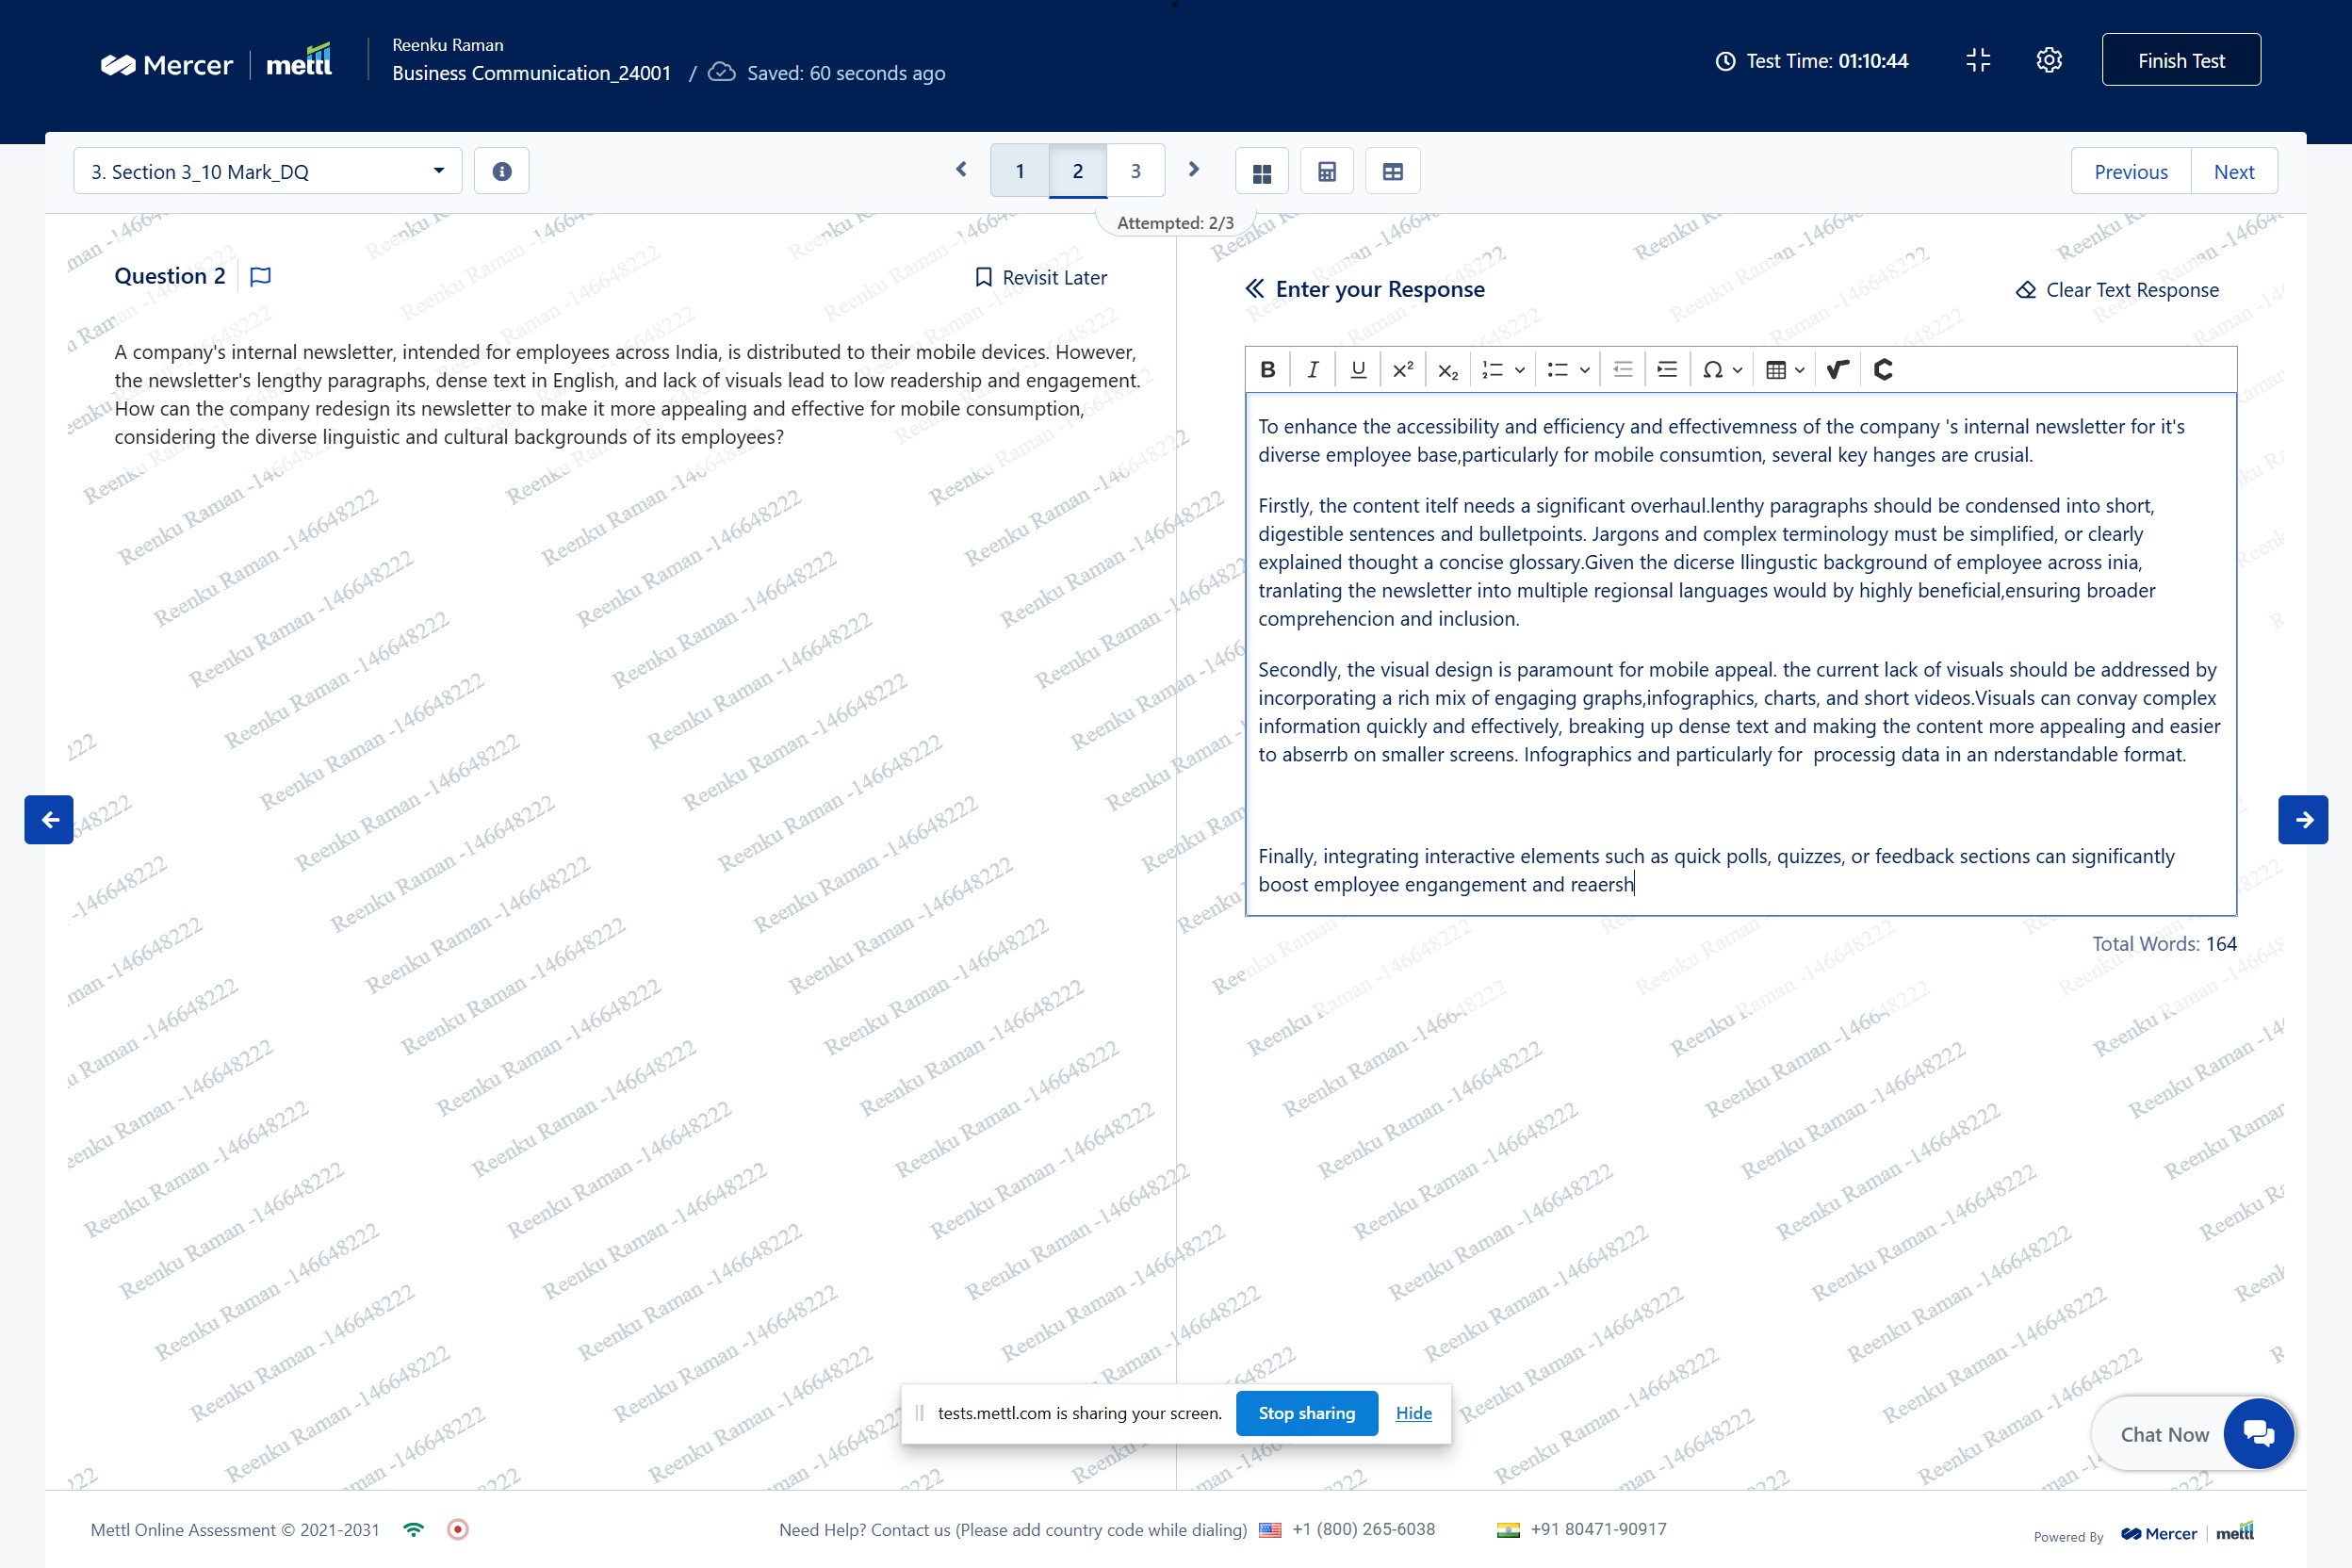 Mercer | mettl
Reenku Raman
Business Communication_24001 / Saved: 60 seconds ago
Test Time: 01:10:44
Finish Test
3. Section 3_10 Mark_DQ
1 2 3
Previous
Next
Attempted: 2/3
Question 2
Revisit Later
A company's internal newsletter, intended for employees across India, is distributed to their mobile devices. However,
the newsletter's lengthy paragraphs, dense text in English, and lack of visuals lead to low readership and engagement.
How can the company redesign its newsletter to make it more appealing and effective for mobile consumption,
considering the diverse linguistic and cultural backgrounds of its employees?
Enter your Response
Clear Text Response
To enhance the accessibility and efficiency and effectivemness of the company 's internal newsletter for it's
diverse employee base,particularly for mobile consumtion, several key hanges are crusial.
Firstly, the content itelf needs a significant overhaul.lenthy paragraphs should be condensed into short,
digestible sentences and bulletpoints. Jargons and complex terminology must be simplified, or clearly
explained thought a concise glossary.Given the dicerse llingustic background of employee across inia,
tranlating the newsletter into multiple regionsal languages would by highly beneficial,ensuring broader
comprehencion and inclusion.
Secondly, the visual design is paramount for mobile appeal. the current lack of visuals should be addressed by
incorporating a rich mix of engaging graphs,infographics, charts, and short videos.Visuals can convay complex
information quickly and effectively, breaking up dense text and making the content more appealing and easier
to abserrb on smaller screens. Infographics and particularly for  processig data in an nderstandable format.
Finally, integrating interactive elements such as quick polls, quizzes, or feedback sections can significantly
boost employee engangement and reaersh
Total Words: 164
Reenku Raman -146648222
tests.mettl.com is sharing your screen.
Stop sharing
Hide
Chat Now
Mettl Online Assessment © 2021-2031
Need Help? Contact us (Please add country code while dialing) +1 (800) 265-6038 +91 80471-90917
Powered By Mercer | mettl